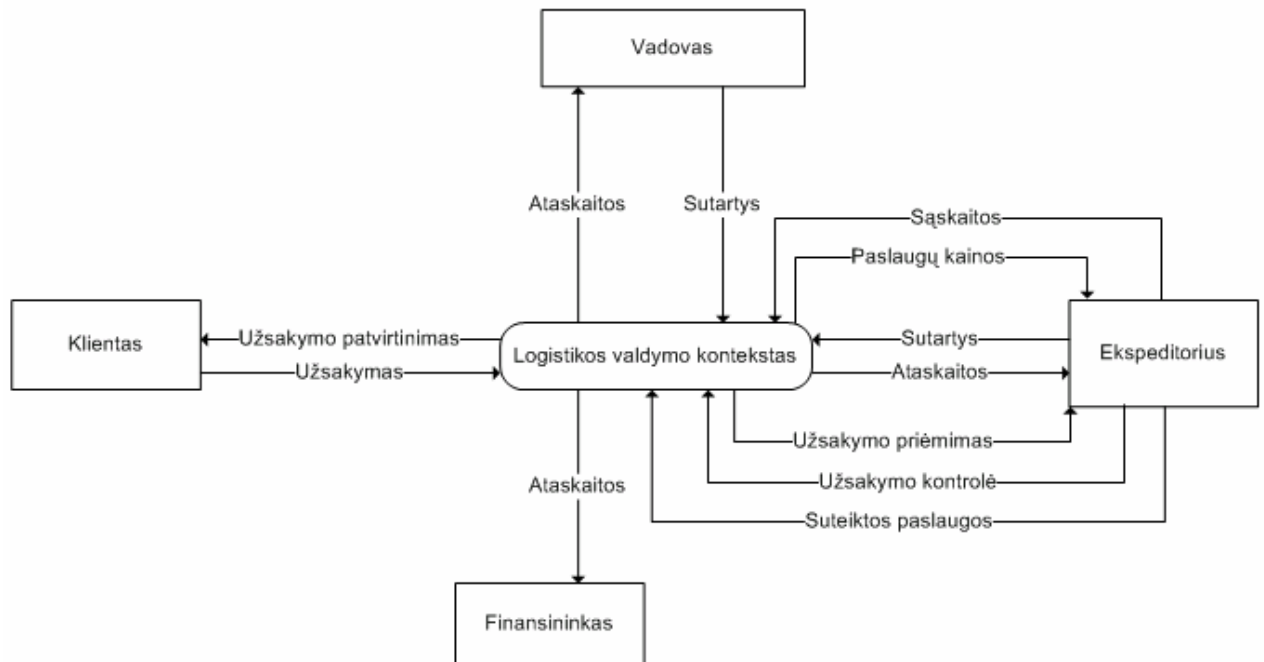 Vadovas
Ataskaitos
Sutartys
Sąskaitos
Paslaugų kainos
Klientas
Užsakymo patvirtinimas
Užsakymas
Logistikos valdymo kontekstas
Sutartys
Ataskaitos
Ekspeditorius
Užsakymo priėmimas
Užsakymo kontrolė
Suteiktos paslaugos
Ataskaitos
Finansininkas